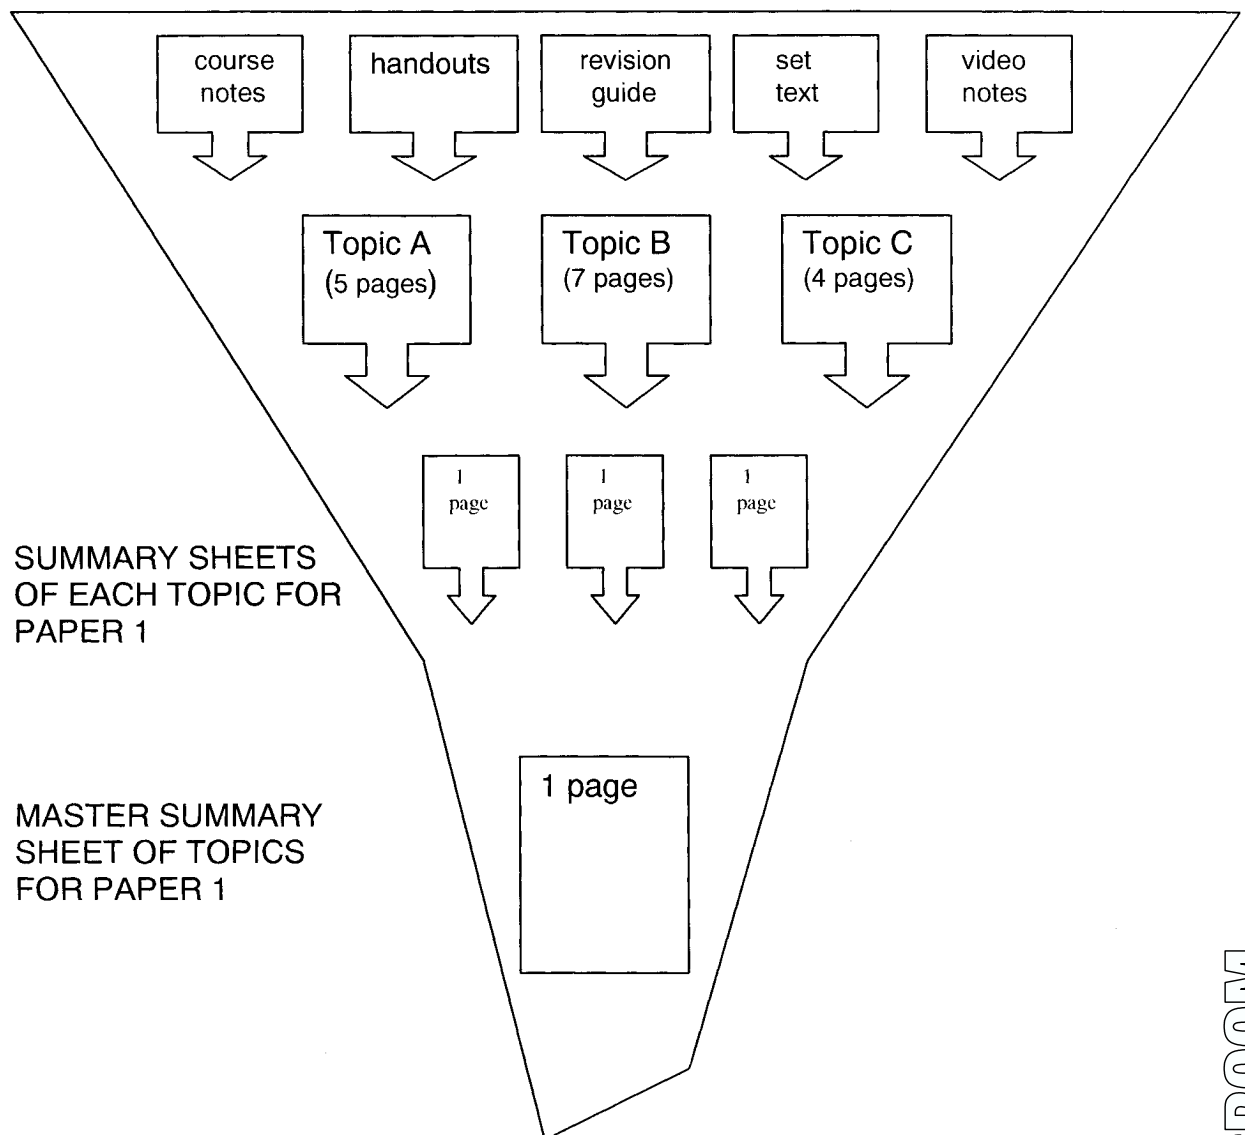 course
notes
handouts
revision
guide
set
text
video
notes
Topic A
(5 pages)
Topic B
(7 pages)
Topic C
(4 pages)
1
page
1
page
1
page
SUMMARY SHEETS
OF EACH TOPIC FOR
PAPER 1
1 page
MASTER SUMMARY
SHEET OF TOPICS
FOR PAPER 1